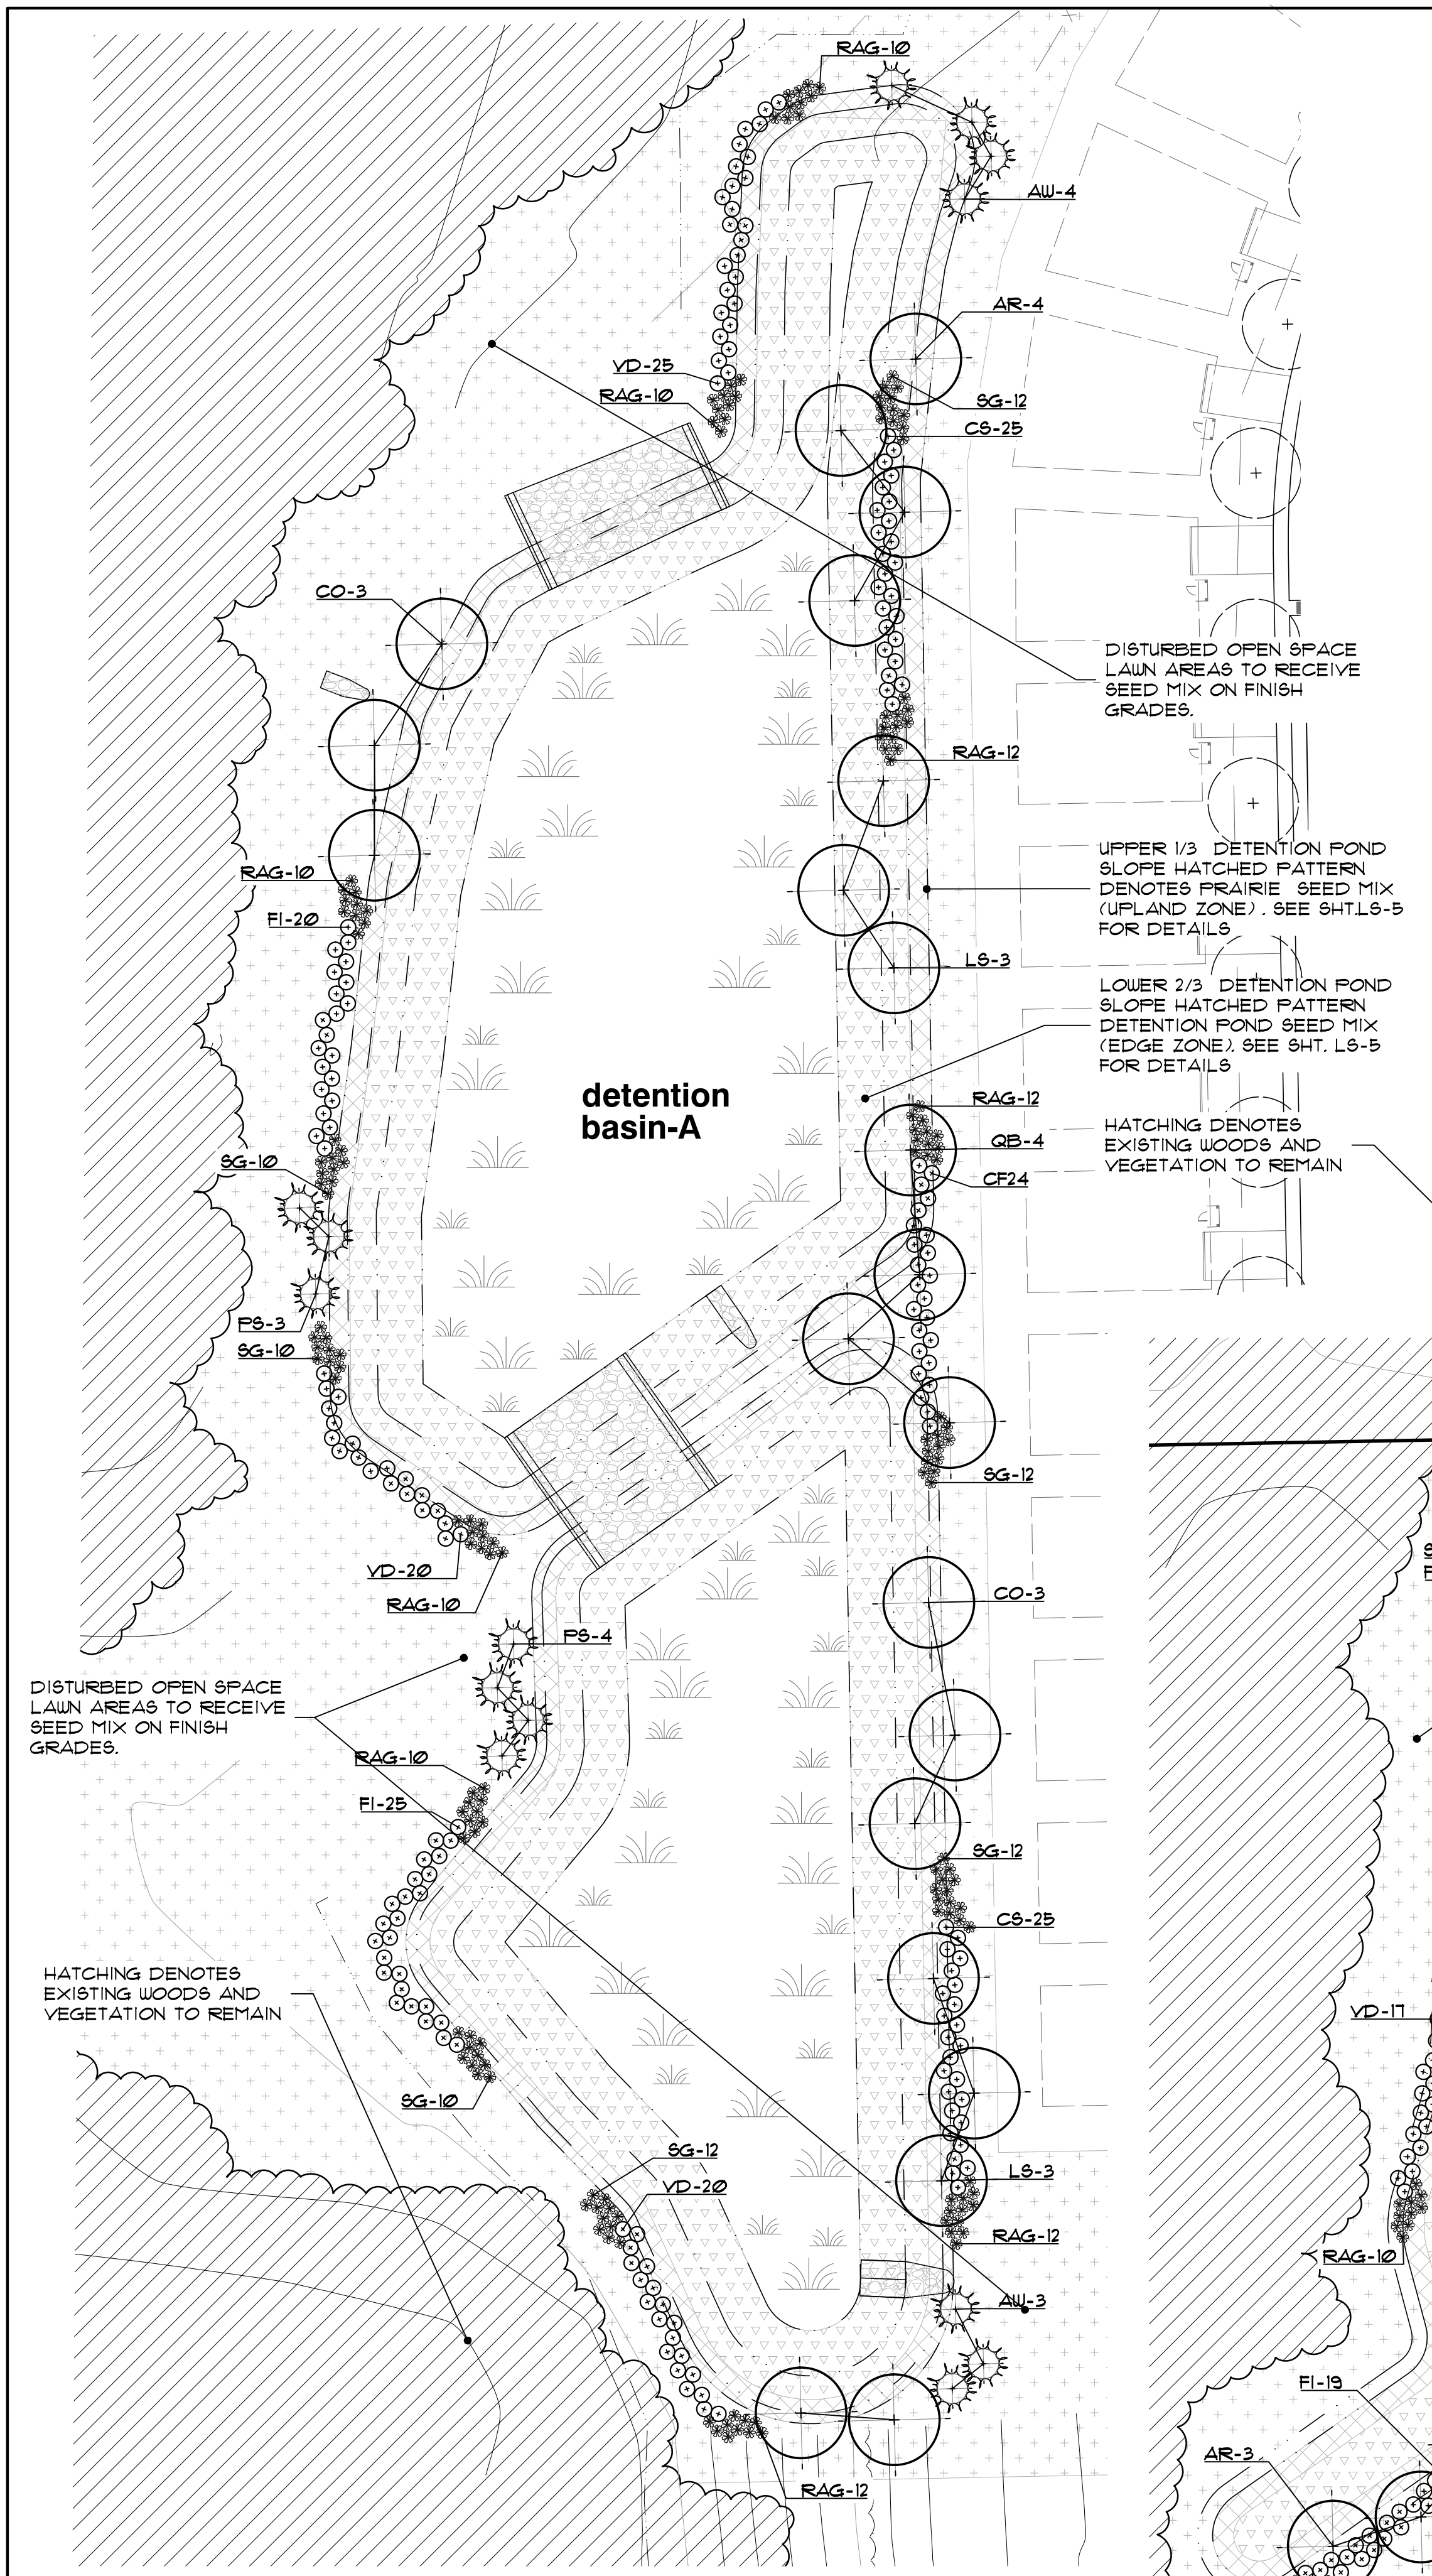 RAG-10
AW-4
AR-4
VD-25
RAG-10
SG-12
CS-25
CO-3
DISTURBED OPEN SPACE
LAWN AREAS TO RECEIVE
SEED MIX ON FINISH
GRADES.
RAG-12
UPPER 1/3 DETENTION POND
SLOPE HATCHED PATTERN
DENOTES PRAIRIE SEED MIX
(UPLAND ZONE) . SEE SHT.LS-5
FOR DETAILS
RAG-10
FI-20
LS-3
LOWER 2/3 DETENTION POND
SLOPE HATCHED PATTERN
DETENTION POND SEED MIX
(EDGE ZONE). SEE SHT. LS-5
FOR DETAILS
detention
basin-A
RAG-12
QB-4
CF24
HATCHING DENOTES
EXISTING WOODS AND
VEGETATION TO REMAIN
SG-10
PS-3
SG-10
SG-12
VD-20
RAG-10
CO-3
PS-4
DISTURBED OPEN SPACE
LAWN AREAS TO RECEIVE
SEED MIX ON FINISH
GRADES.
RAG-10
FI-25
SG-12
CS-25
HATCHING DENOTES
EXISTING WOODS AND
VEGETATION TO REMAIN
VD-17
SG-10
SG-12
VD-20
LS-3
RAG-12
RAG-10
AW-3
FI-19
AR-3
RAG-12